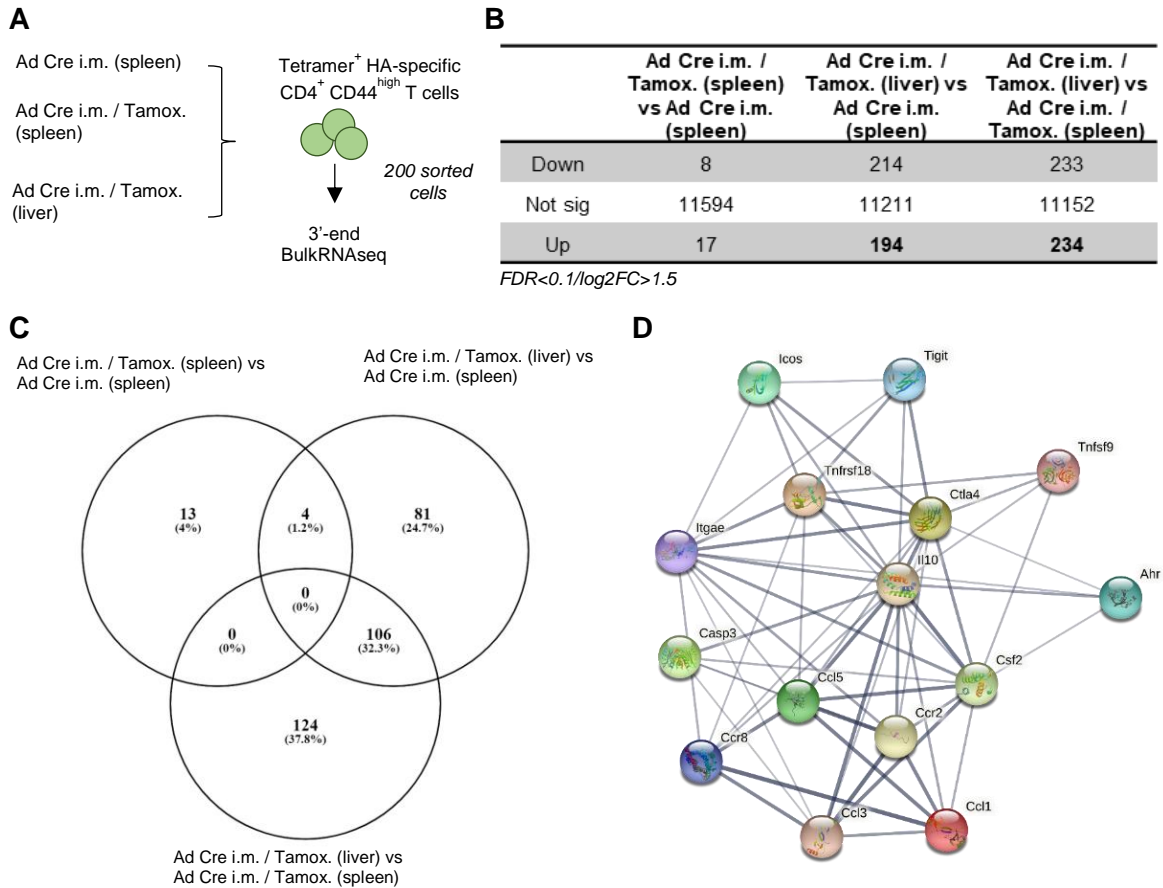 A
Ad Cre i.m. (spleen)
Ad Cre i.m. / Tamox.
(spleen)
Ad Cre i.m. / Tamox.
(liver)
Tetramer+ HA-specific
CD4+ CD44high T cells
200 sorted
cells
3'-end
BulkRNAseq
B
Ad Cre i.m. / Tamox. (spleen) vs Ad Cre i.m. (spleen)
Ad Cre i.m. / Tamox. (liver) vs Ad Cre i.m. (spleen)
Ad Cre i.m. / Tamox. (liver) vs Ad Cre i.m. / Tamox. (spleen)
Down 8 214 233
Not sig 11594 11211 11152
Up 17 194 234
FDR<0.1/log2FC>1.5
C
Ad Cre i.m. / Tamox. (spleen) vs
Ad Cre i.m. (spleen)
Ad Cre i.m. / Tamox. (liver) vs
Ad Cre i.m. (spleen)
13
(4%)
4
(1.2%)
81
(24.7%)
0
(0%)
0
(0%)
106
(32.3%)
124
(37.8%)
Ad Cre i.m. / Tamox. (liver) vs
Ad Cre i.m. / Tamox. (spleen)
D
Icos
Tigit
Tnfsf9
Tnfrsf18
Ctla4
Itgae
Il10
Ahr
Casp3
Csf2
Ccl5
Ccr2
Ccr8
Ccl3
Ccl1